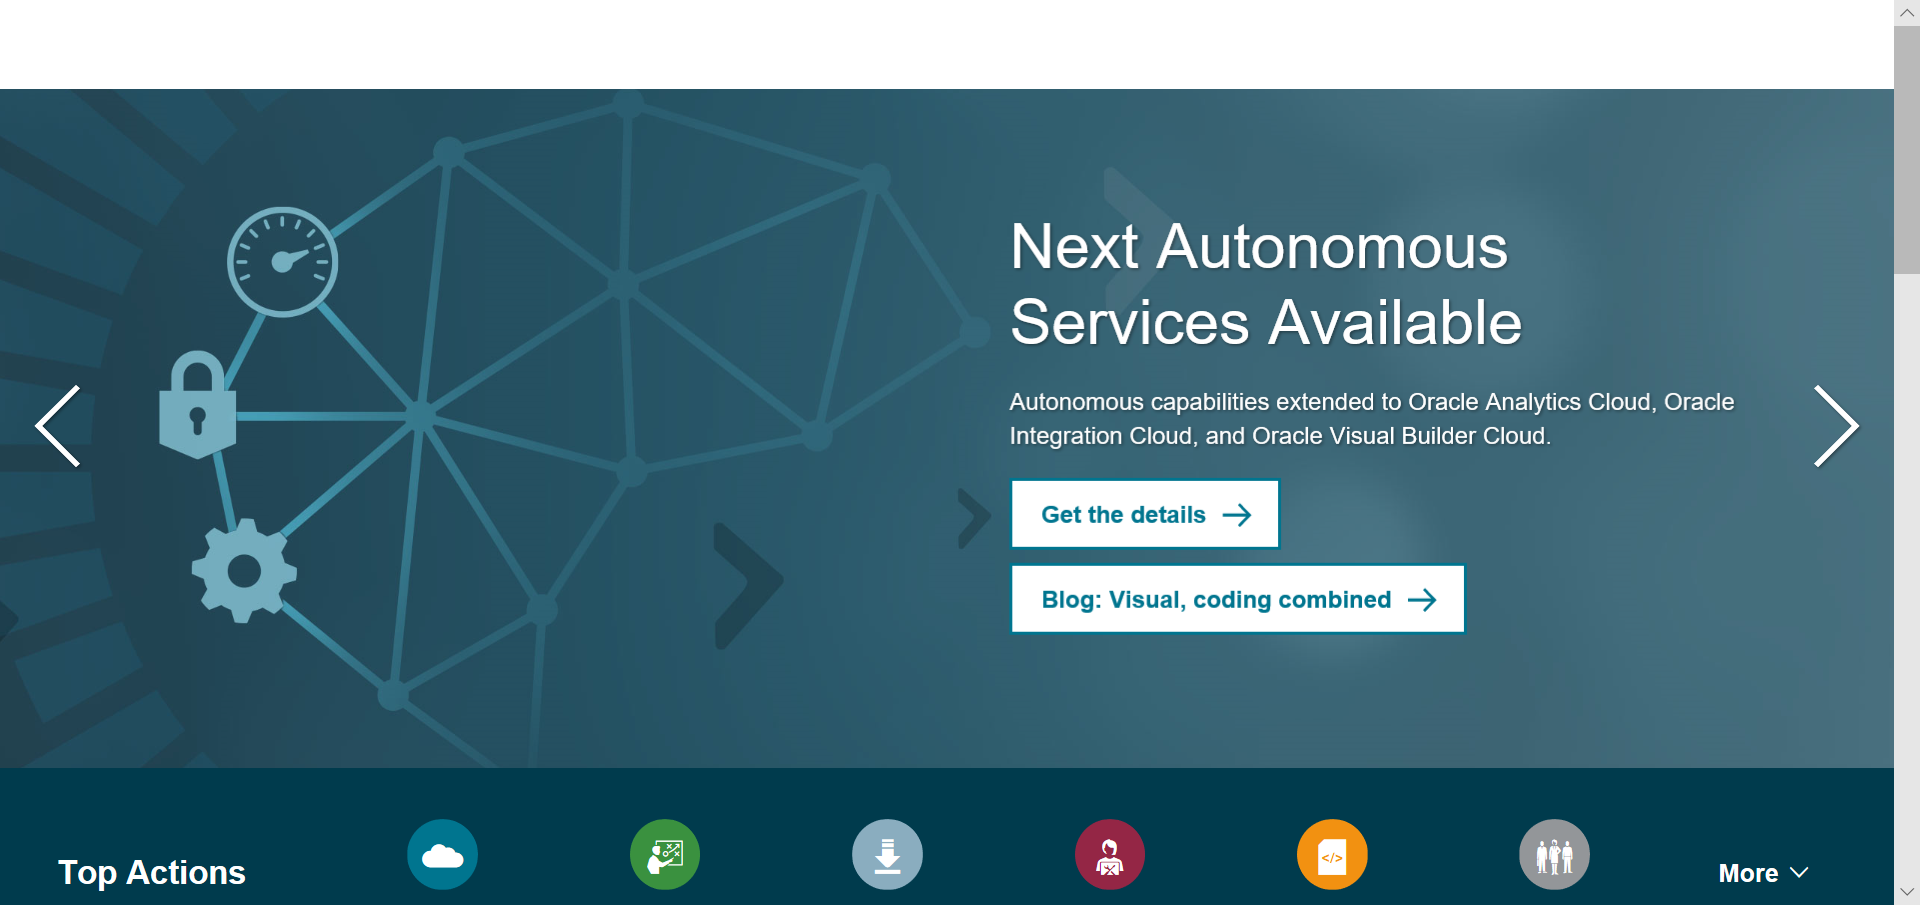 Next Autonomous
Services Available
Autonomous capabilities extended to Oracle Analytics Cloud, Oracle
Integration Cloud, and Oracle Visual Builder Cloud.
Get the details
Blog: Visual, coding combined
Top Actions
</>
More